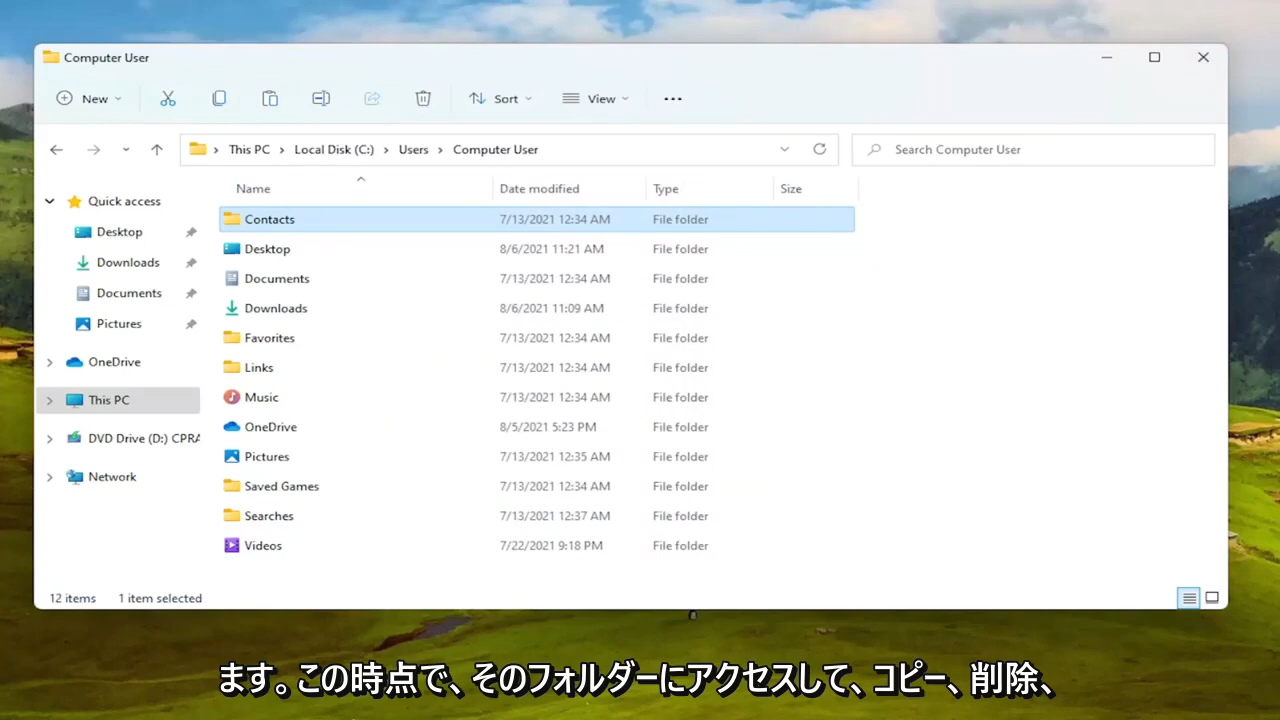 Computer User
New
Sort
View
This PC > Local Disk (C:) > Users > Computer User
Search Computer User
Name Date modified Type Size
Quick access
Desktop
Downloads
Documents
Pictures
OneDrive
This PC
DVD Drive (D:) CPRA
Network
Contacts 7/13/2021 12:34 AM File folder
Desktop 8/6/2021 11:21 AM File folder
Documents 7/13/2021 12:34 AM File folder
Downloads 8/6/2021 11:09 AM File folder
Favorites 7/13/2021 12:34 AM File folder
Links 7/13/2021 12:34 AM File folder
Music 7/13/2021 12:34 AM File folder
OneDrive 8/5/2021 5:23 PM File folder
Pictures 7/13/2021 12:35 AM File folder
Saved Games 7/13/2021 12:34 AM File folder
Searches 7/13/2021 12:37 AM File folder
Videos 7/22/2021 9:18 PM File folder
12 items 1 item selected
ます。この時点で、そのフォルダーにアクセスして、コピー、削除、